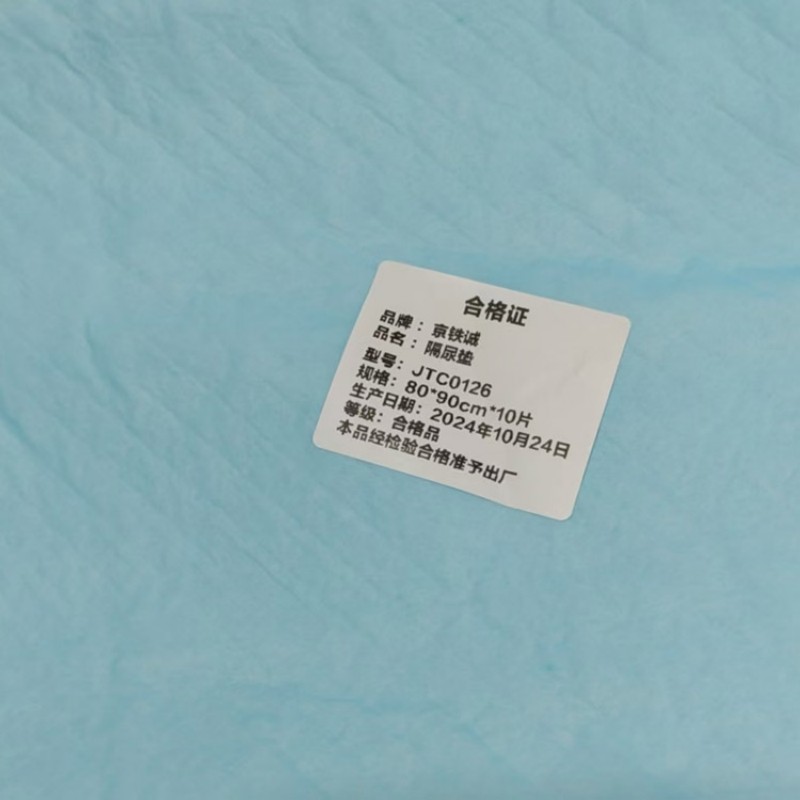 合格证
品牌：京铁诚
品名：隔尿垫
型号：JTC0126
规格：80*90cm*10片
生产日期：2024年10月24日
等级：合格品
本品经检验合格准予出厂